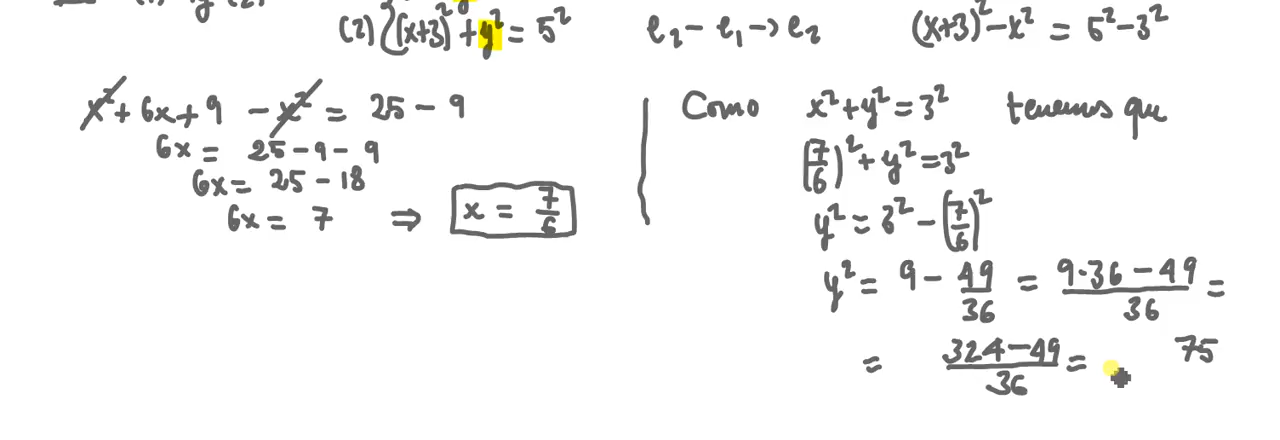 (2) {(x+3)² + y² = 5² e₂ − e₁ → e₂ (x+3)² − x² = 5² − 3²
x² + 6x + 9 − x² = 25 − 9
6x = 25 − 9 − 9
6x = 25 − 18
6x = 7 ⇒ x = 7/6
Como x² + y² = 3² tenemos que
(7/6)² + y² = 3²
y² = 3² − (7/6)²
y² = 9 − 49/36 = 9·36 − 49/36 =
= 324 − 49/36 = 75